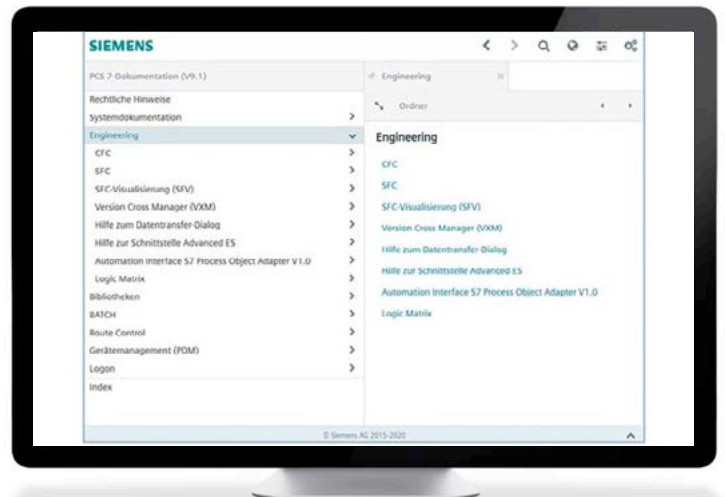 SIEMENS
PCS 7-Dokumentation (V9.1)
Rechtliche Hinweise
Systemdokumentation
Engineering
CFC
SFC
SFC-Visualisierung (SFV)
Version Cross Manager (VXM)
Hilfe zum Datentransfer-Dialog
Hilfe zur Schnittstelle Advanced ES
Automation Interface S7 Process Object Adapter V1.0
Logic Matrix
Bibliotheken
BATCH
Route Control
Gerätemanagement (PDM)
Logon
Index
Engineering
Ordner
Engineering
CFC
SFC
SFC-Visualisierung (SFV)
Version Cross Manager (VXM)
Hilfe zum Datentransfer-Dialog
Hilfe zur Schnittstelle Advanced ES
Automation Interface S7 Process Object Adapter V1.0
Logic Matrix
© Siemens AG 2015-2020